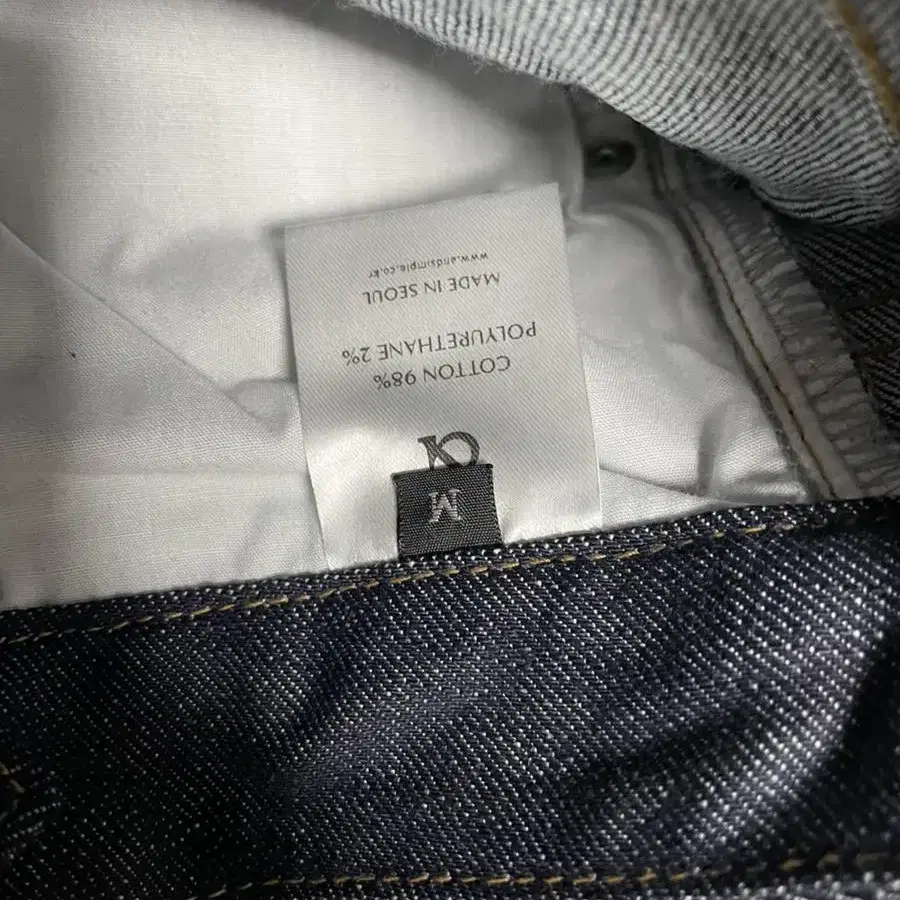 M
COTTON 98%
POLYURETHANE 2%
MADE IN SEOUL
www.andsimple.co.kr